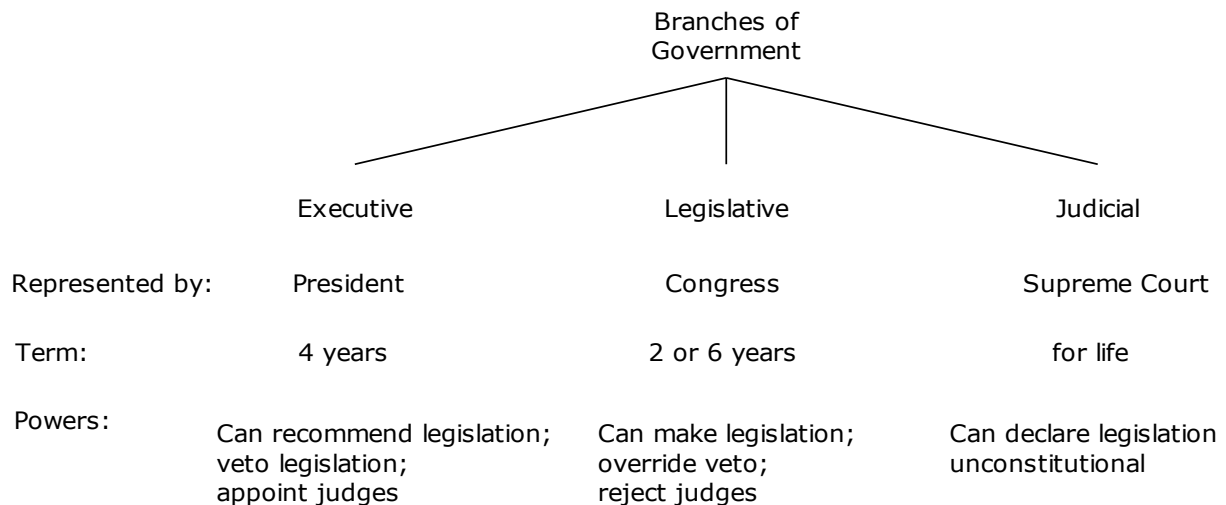 Branches of
Government
Executive Legislative Judicial
Represented by: President Congress Supreme Court
Term: 4 years 2 or 6 years for life
Powers:
Can recommend legislation; Can make legislation; Can declare legislation
veto legislation; override veto; unconstitutional
appoint judges reject judges